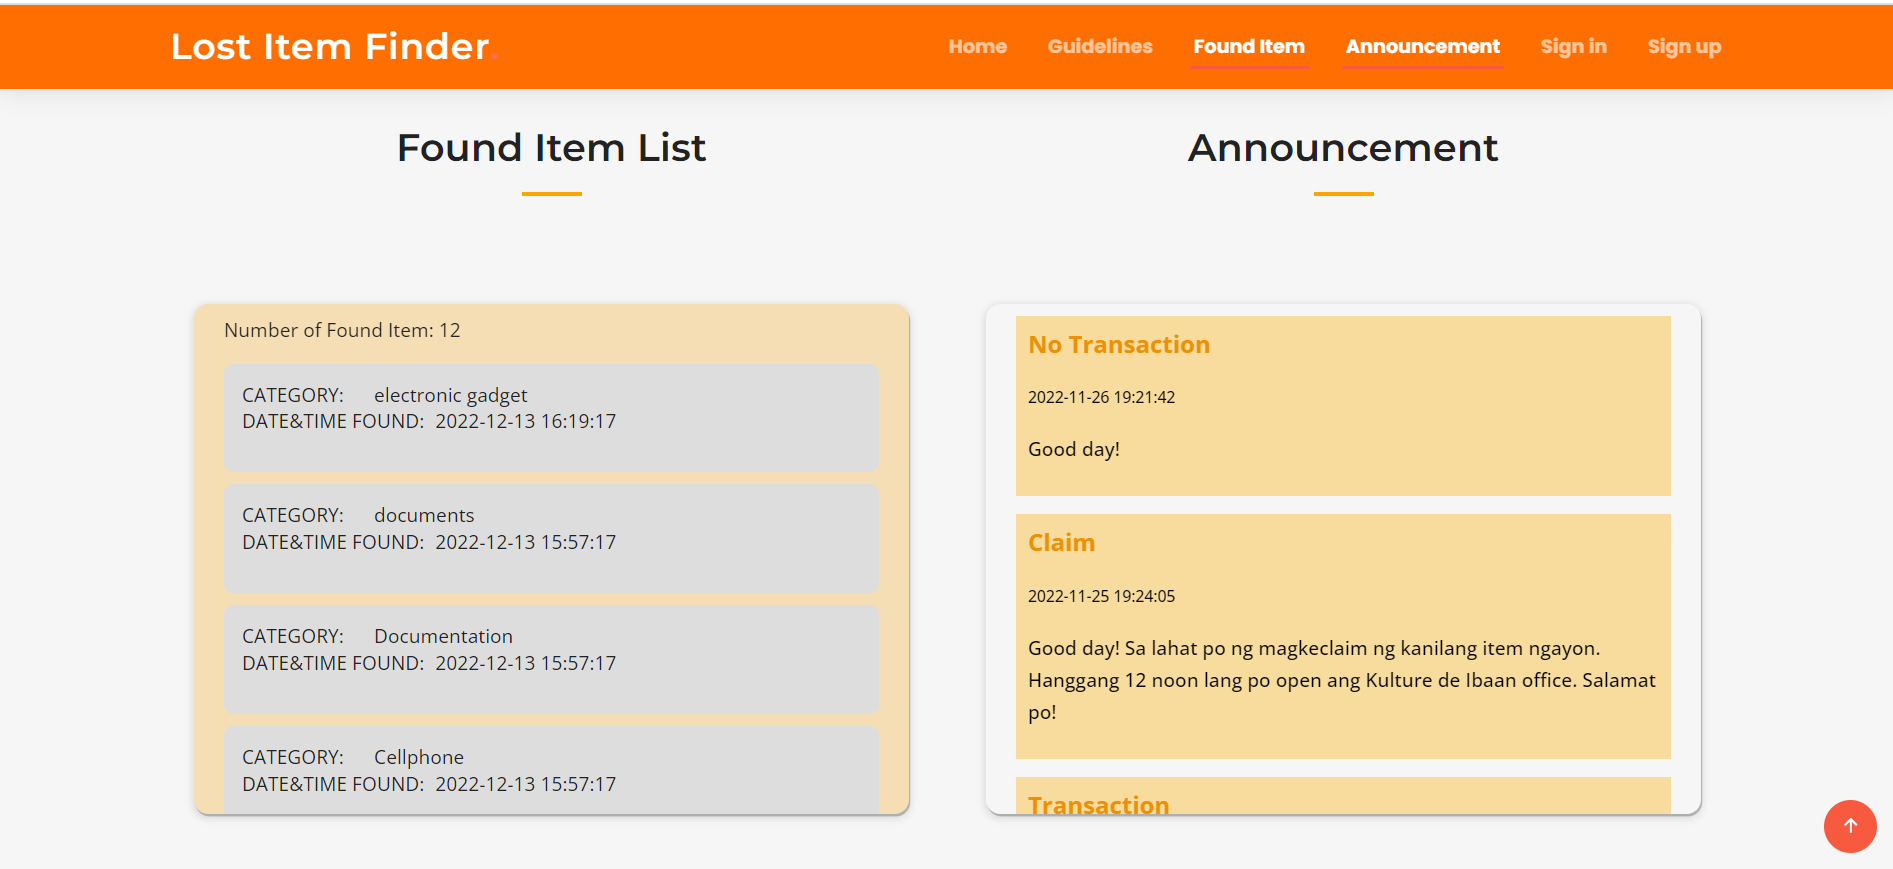 Lost Item Finder.
Home Guidelines Found Item Announcement Sign in Sign up
Found Item List
Number of Found Item: 12
CATEGORY: electronic gadget
DATE&TIME FOUND: 2022-12-13 16:19:17
CATEGORY: documents
DATE&TIME FOUND: 2022-12-13 15:57:17
CATEGORY: Documentation
DATE&TIME FOUND: 2022-12-13 15:57:17
CATEGORY: Cellphone
DATE&TIME FOUND: 2022-12-13 15:57:17
Announcement
No Transaction
2022-11-26 19:21:42
Good day!
Claim
2022-11-25 19:24:05
Good day! Sa lahat po ng magkeclaim ng kanilang item ngayon.
Hanggang 12 noon lang po open ang Kulture de Ibaan office. Salamat
po!
Transaction